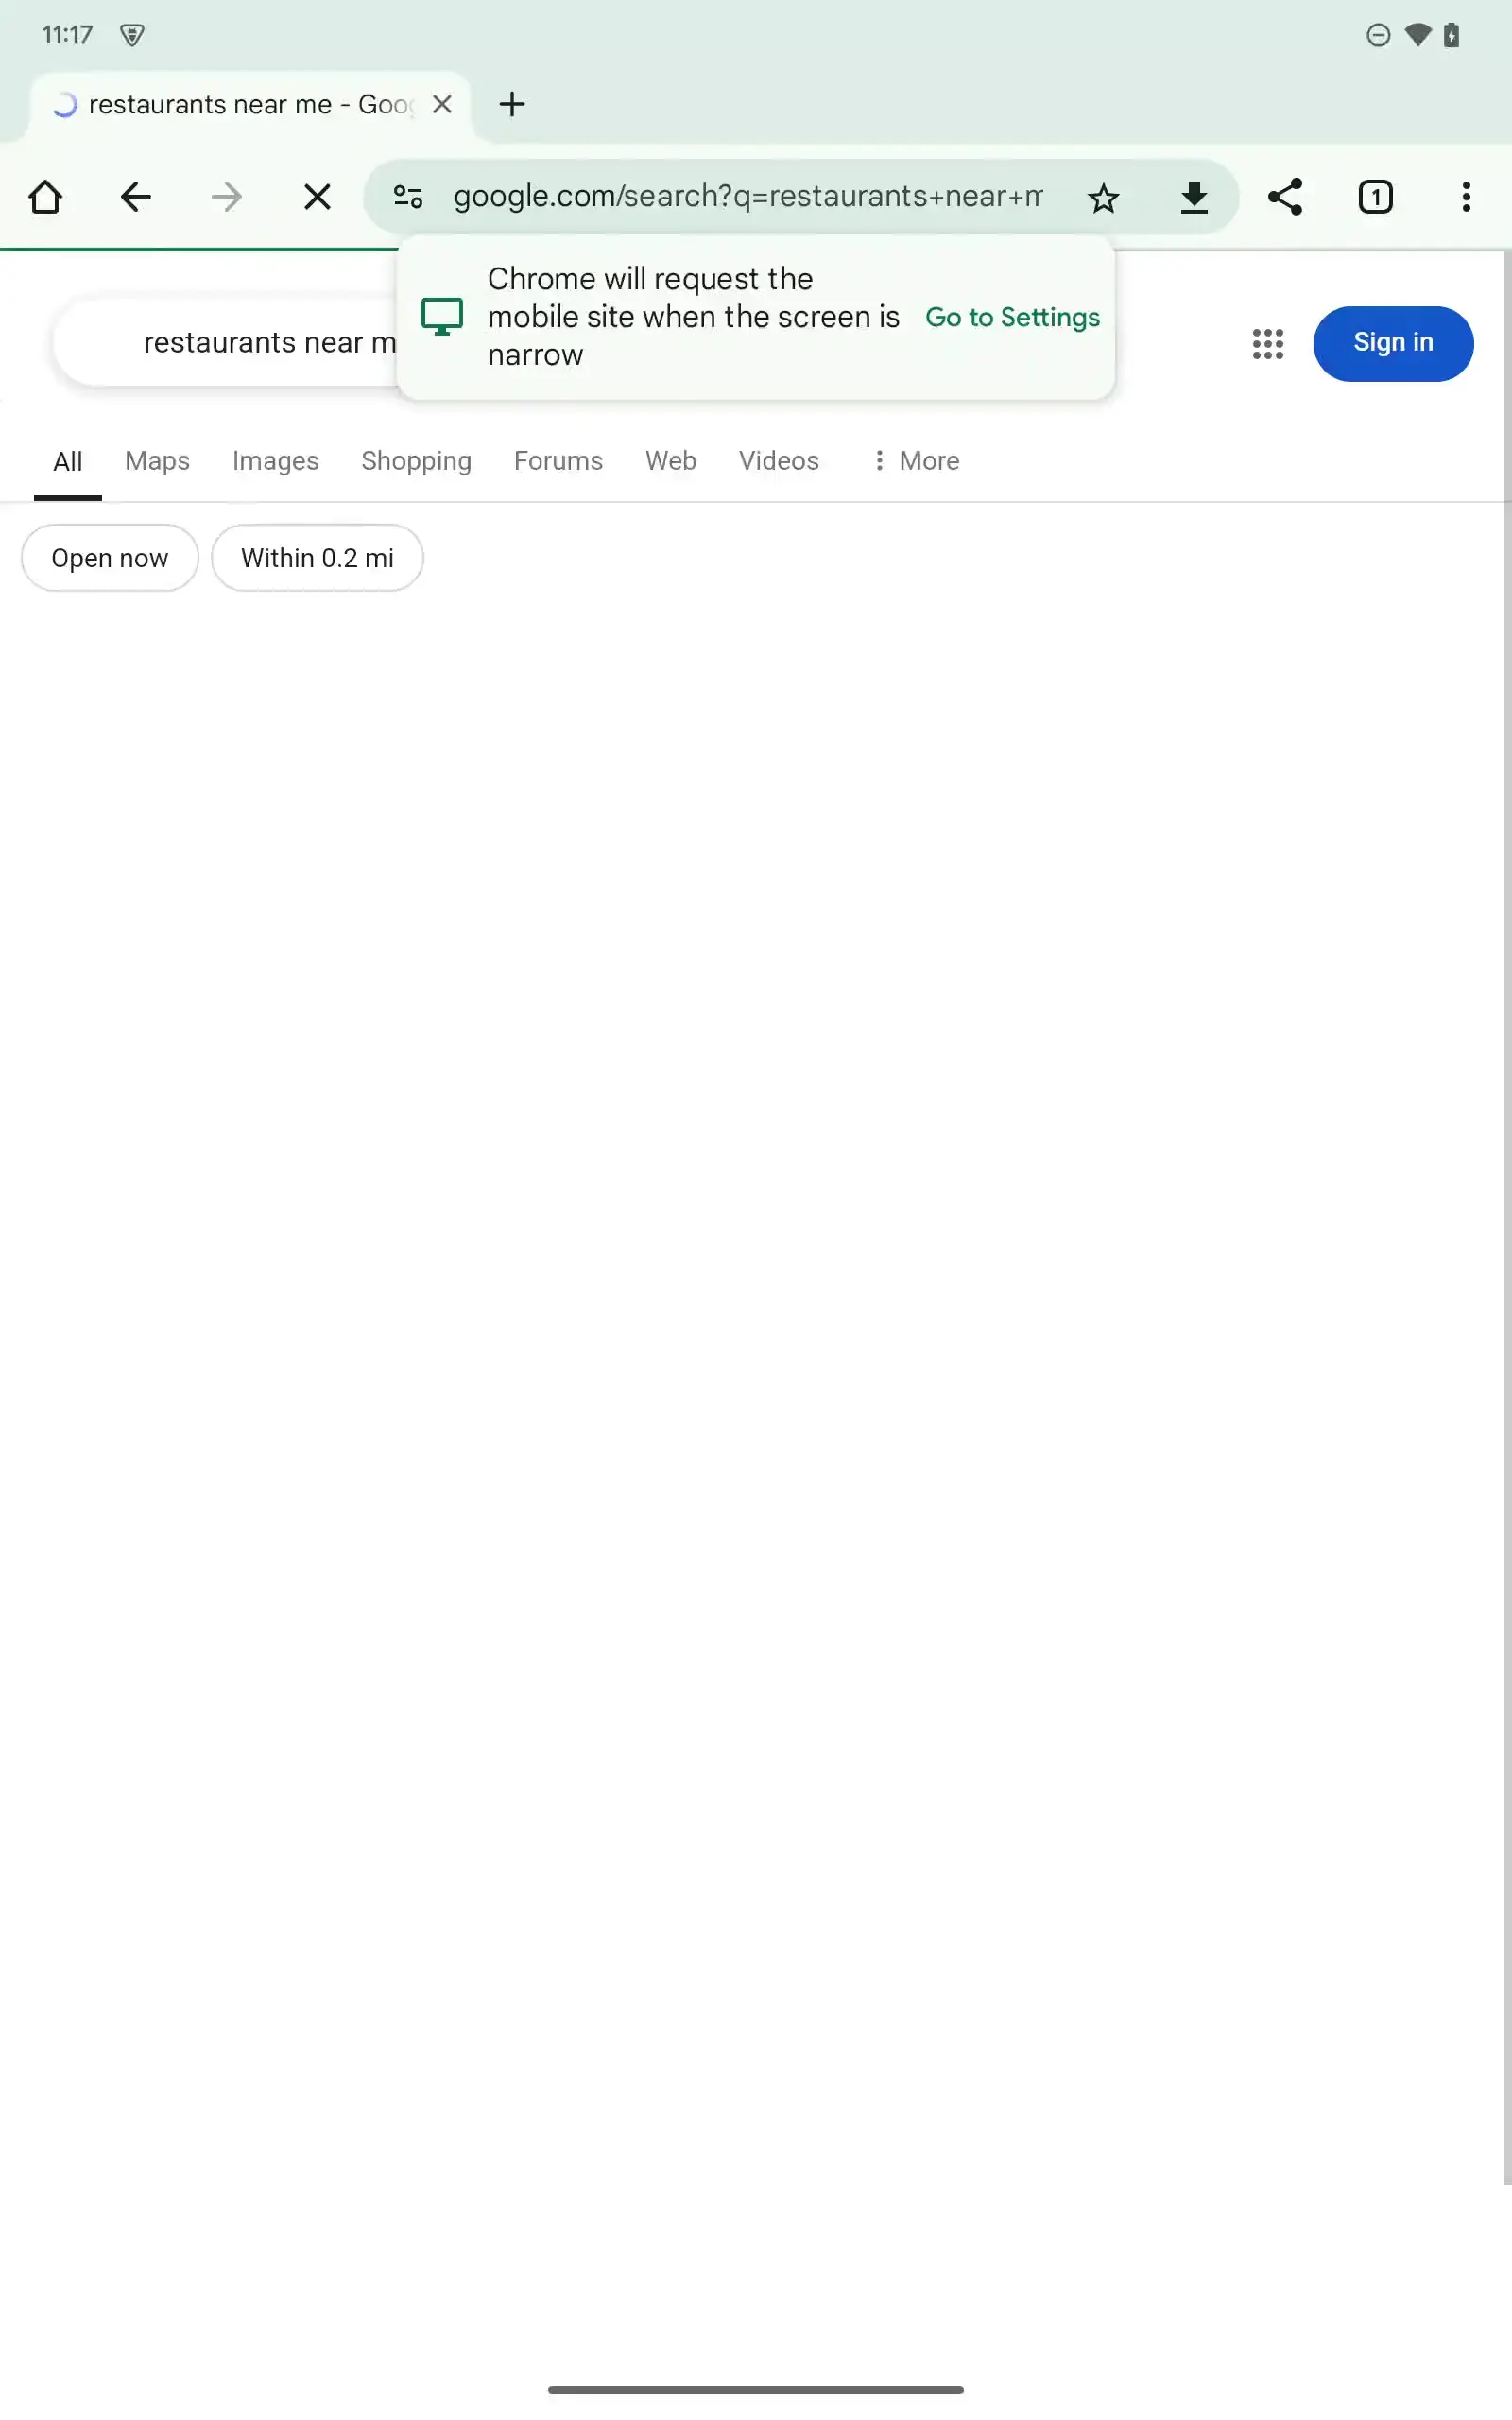 11:17
restaurants near me - Goo
google.com/search?q=restaurants+near+m
1
Chrome will request the
mobile site when the screen is
narrow
Go to Settings
restaurants near m
Sign in
All Maps Images Shopping Forums Web Videos More
Open now Within 0.2 mi